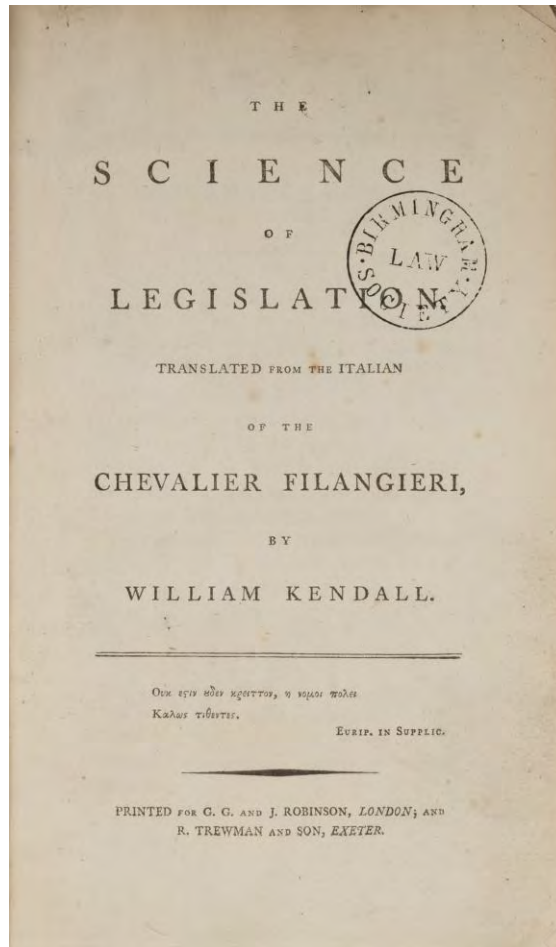 THE
SCIENCE
OF
LEGISLATION,
TRANSLATED FROM THE ITALIAN
OF THE
CHEVALIER FILANGIERI,
BY
WILLIAM KENDALL.
Ουκ εϛιν ȣδεν κρειττον, η νομοι πολει
Καλως τιθεντες.
EURIP. IN SUPPLIC.
PRINTED FOR G. G. AND J. ROBINSON, LONDON; AND
R. TREWMAN AND SON, EXETER.
BIRMINGHAM
LAW
SOCIETY